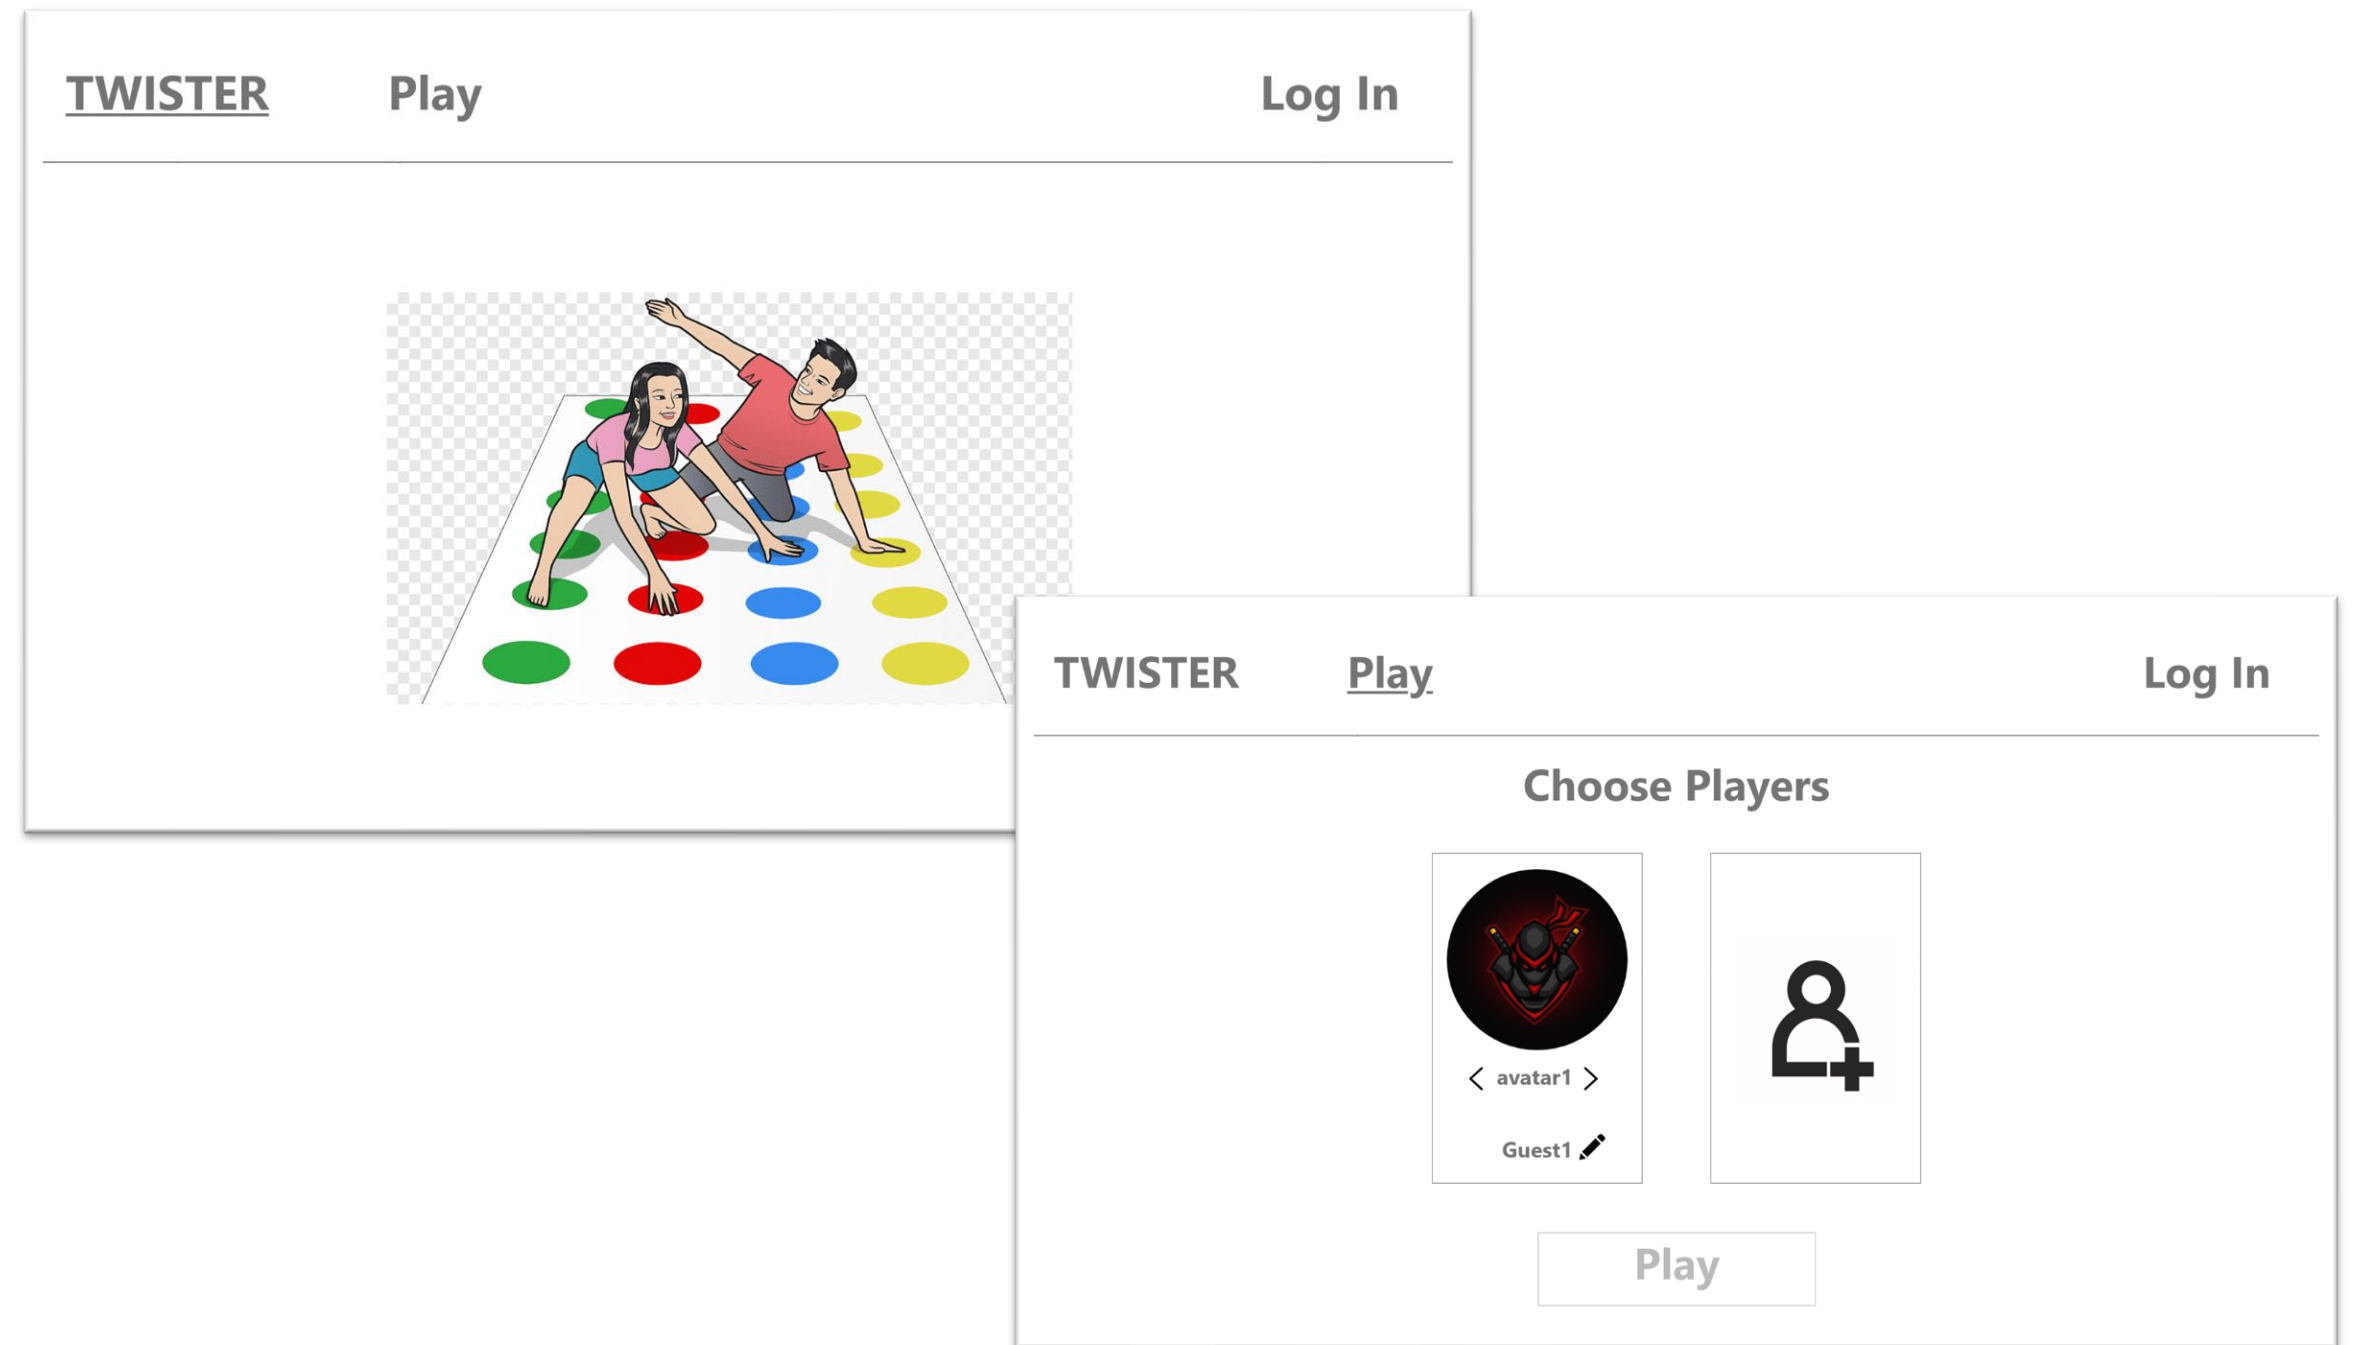 TWISTER Play Log In
TWISTER Play Log In
Choose Players
avatar1
Guest1
Play